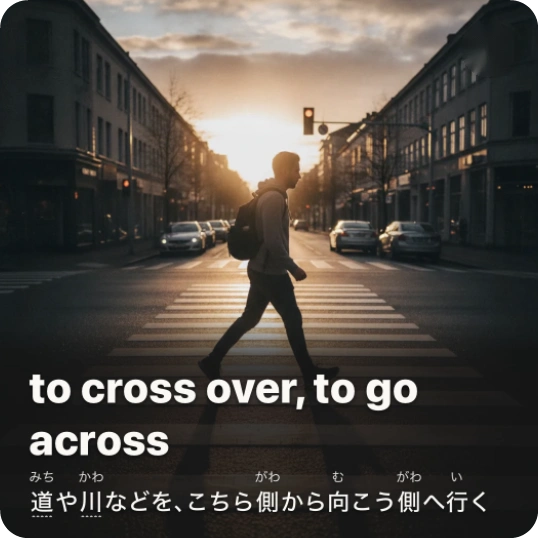 to cross over, to go
across
みち かわ がわ む がわ い
道や川などを、こちら側から向こう側へ行く